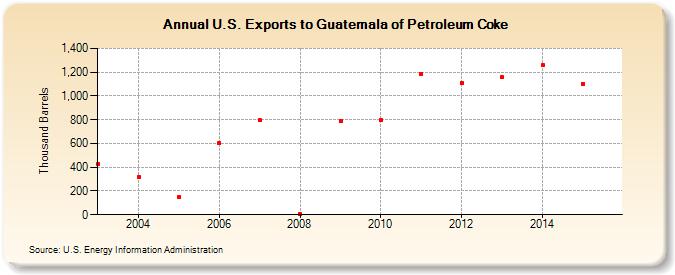 Annual U.S. Exports to Guatemala of Petroleum Coke
Thousand Barrels
1,400
1,200
1,000
800
600
400
200
0
2004 2006 2008 2010 2012 2014
Source: U.S. Energy Information Administration